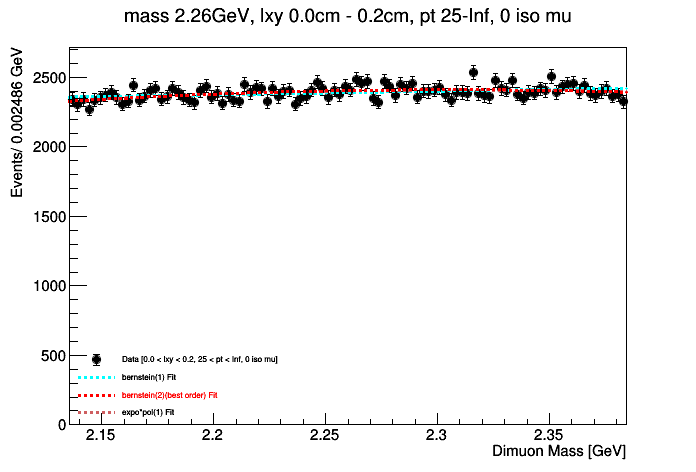 mass 2.26GeV, lxy 0.0cm - 0.2cm, pt 25-Inf, 0 iso mu
Events/ 0.002486 GeV
2500
2000
1500
1000
500
0
Data [0.0 < lxy < 0.2, 25 < pt < Inf, 0 iso mu]
bernstein(1) Fit
bernstein(2)(best order) Fit
expo*pol(1) Fit
2.15 2.2 2.25 2.3 2.35
Dimuon Mass [GeV]